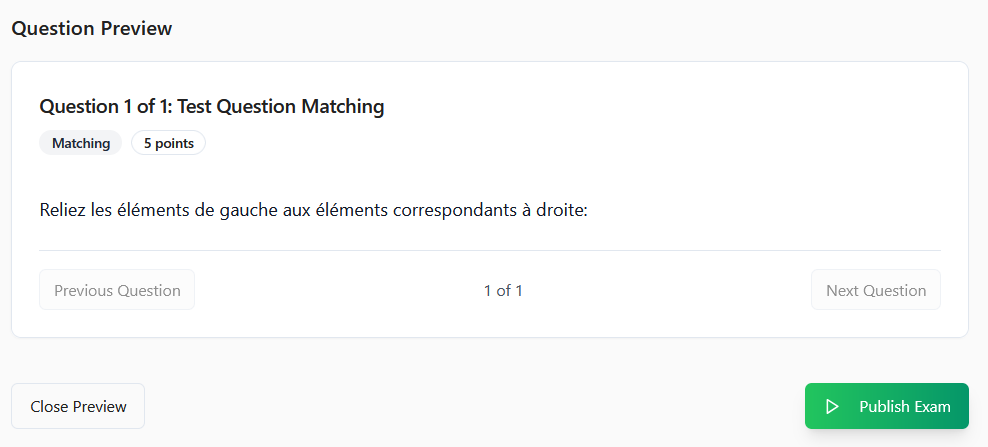 Question Preview
Question 1 of 1: Test Question Matching
Matching 5 points
Reliez les éléments de gauche aux éléments correspondants à droite:
Previous Question 1 of 1 Next Question
Close Preview Publish Exam